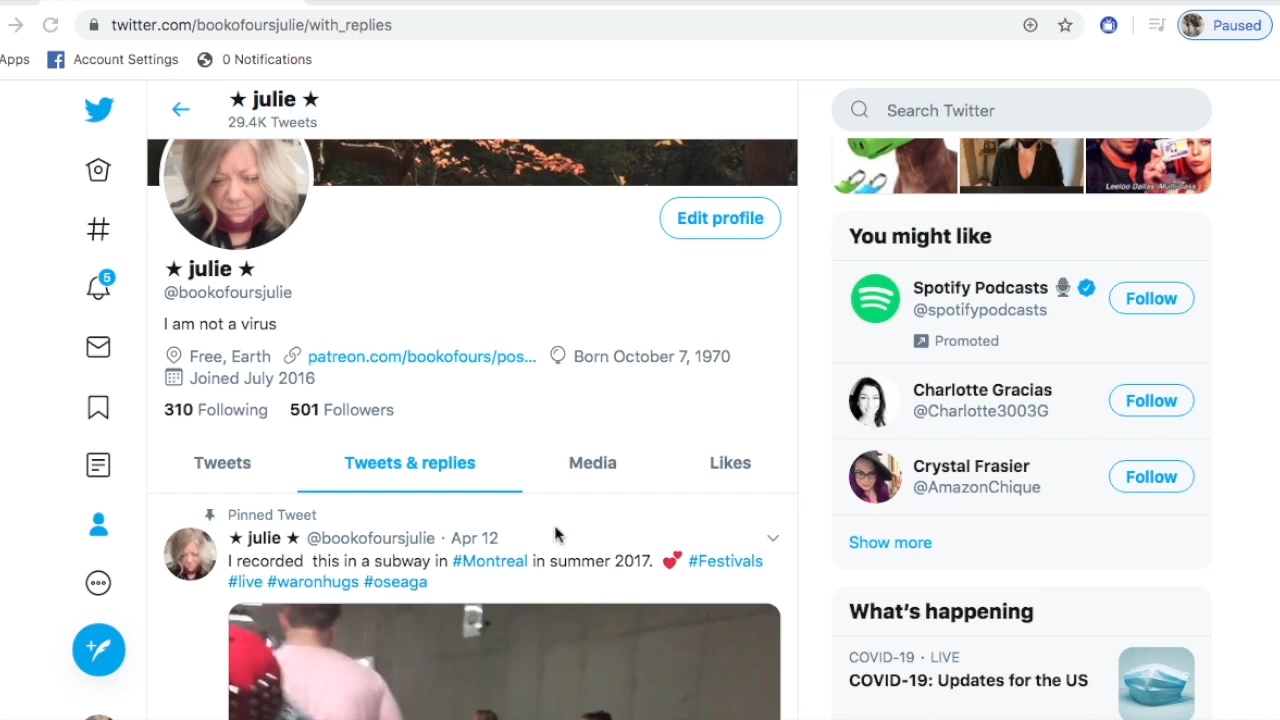 twitter.com/bookofoursjulie/with_replies
Paused
Apps
Account Settings
0 Notifications
★ julie ★
29.4K Tweets
Search Twitter
Leeloo Dallas Multi-pass
Edit profile
★ julie ★
@bookofoursjulie
I am not a virus
Free, Earth patreon.com/bookofours/pos... Born October 7, 1970
Joined July 2016
310 Following 501 Followers
Tweets Tweets & replies Media Likes
Pinned Tweet
★ julie ★ @bookofoursjulie · Apr 12
I recorded this in a subway in #Montreal in summer 2017. 💕 #Festivals
#live #waronhugs #oseaga
5
You might like
Spotify Podcasts
@spotifypodcasts
Follow
Promoted
Charlotte Gracias
@Charlotte3003G
Follow
Crystal Frasier
@AmazonChique
Follow
Show more
What's happening
COVID-19 · LIVE
COVID-19: Updates for the US